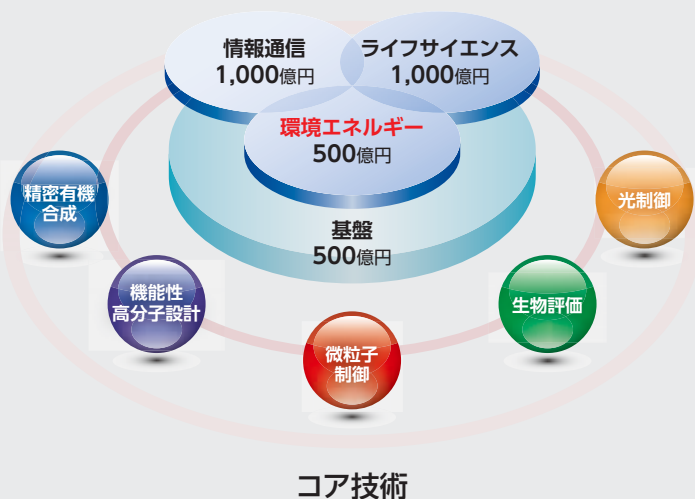 情報通信
1,000億円
ライフサイエンス
1,000億円
環境エネルギー
500億円
基盤
500億円
精密有機
合成
機能性
高分子設計
微粒子
制御
生物評価
光制御
コア技術